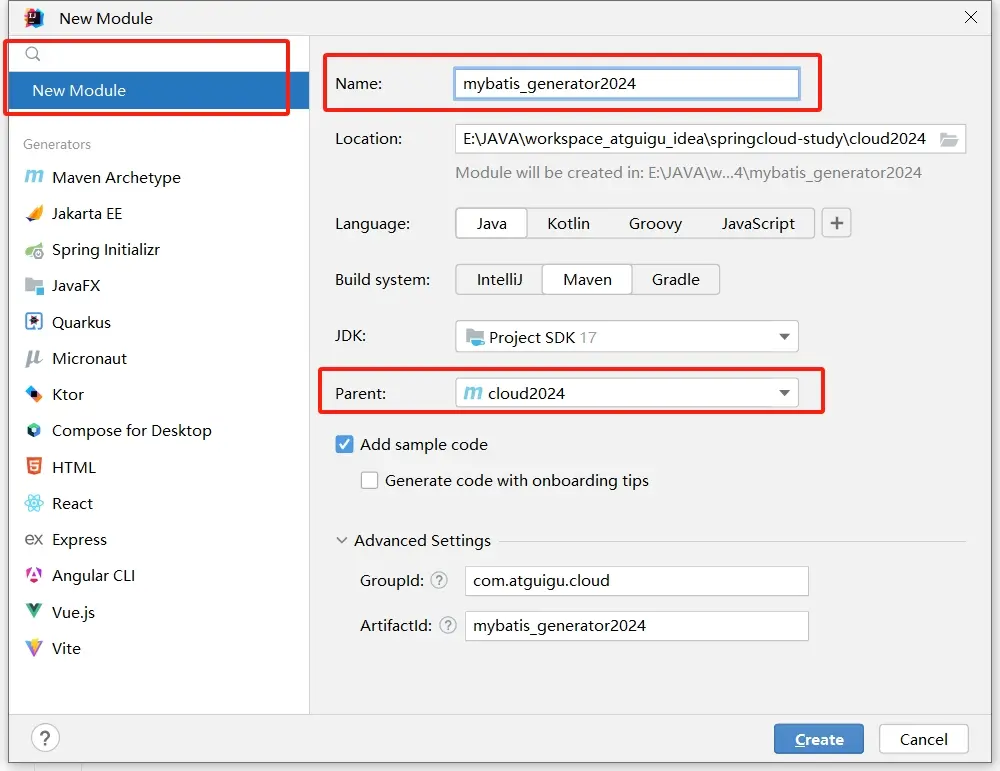 New Module
New Module
Generators
Maven Archetype
Jakarta EE
Spring Initializr
JavaFX
Quarkus
Micronaut
Ktor
Compose for Desktop
HTML
React
ex Express
Angular CLI
Vue.js
Vite
Name: mybatis_generator2024
Location: E:\JAVA\workspace_atguigu_idea\springcloud-study\cloud2024
Module will be created in: E:\JAVA\w...4\mybatis_generator2024
Language: Java Kotlin Groovy JavaScript +
Build system: IntelliJ Maven Gradle
JDK: Project SDK 17
Parent: m cloud2024
Add sample code
Generate code with onboarding tips
Advanced Settings
GroupId: ? com.atguigu.cloud
ArtifactId: ? mybatis_generator2024
? Create Cancel